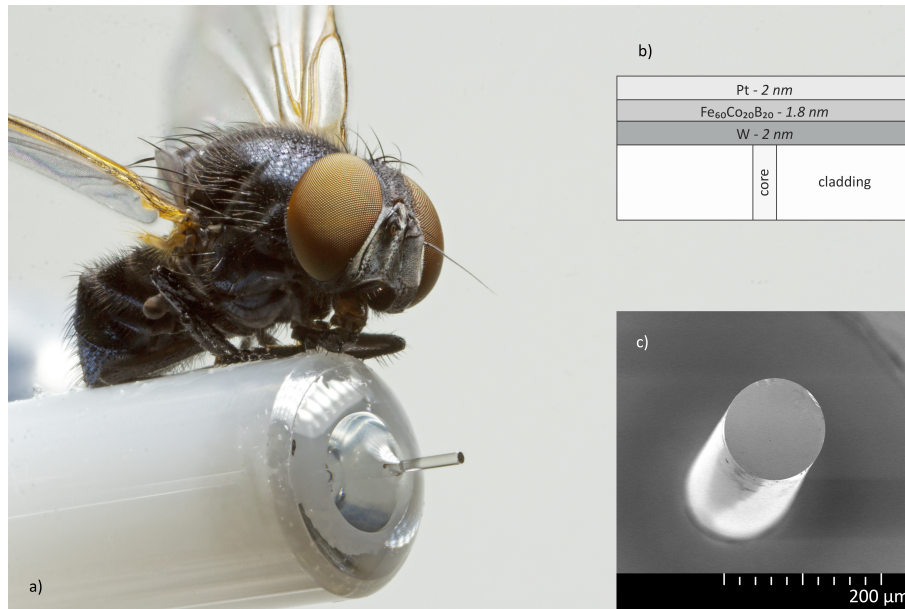 b)
Pt - 2 nm
Fe₆₀Co₂₀B₂₀ - 1.8 nm
W - 2 nm
core
cladding
c)
200 µm
a)